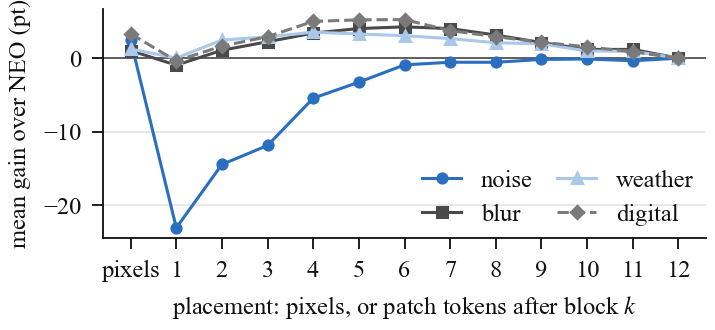 mean gain over NEO (pt)
0
−10
−20
noise
weather
blur
digital
pixels 1 2 3 4 5 6 7 8 9 10 11 12
placement: pixels, or patch tokens after block k